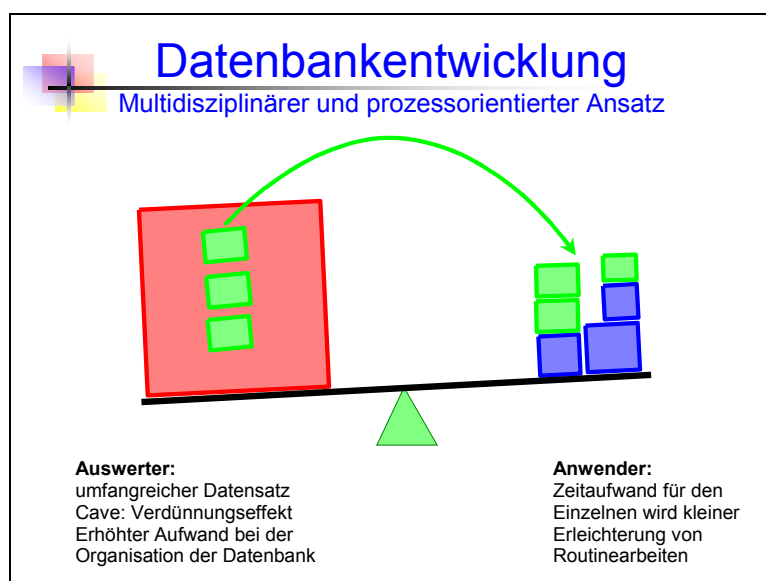 Datenbankentwicklung
Multidisziplinärer und prozessorientierter Ansatz
Auswerter:
umfangreicher Datensatz
Cave: Verdünnungseffekt
Erhöhter Aufwand bei der
Organisation der Datenbank
Anwender:
Zeitaufwand für den
Einzelnen wird kleiner
Erleichterung von
Routinearbeiten